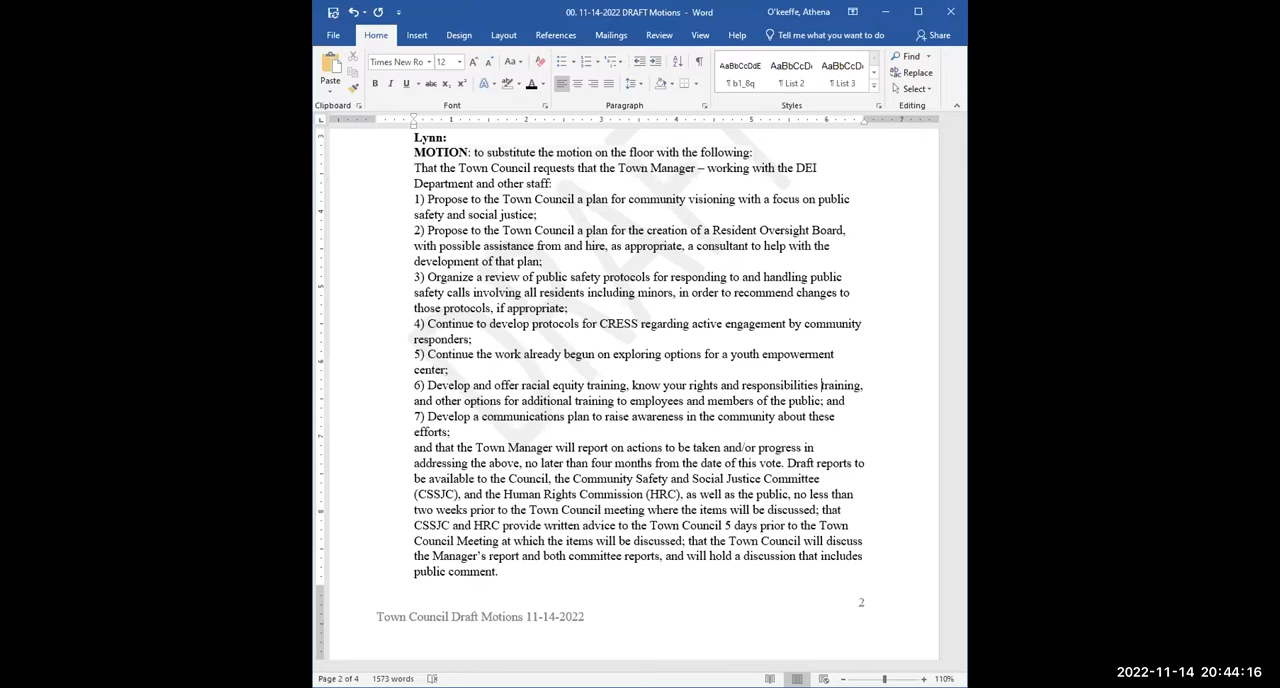 00. 11-14-2022 DRAFT Motions - Word
O'keeffe, Athena
File Home Insert Design Layout References Mailings Review View Help Tell me what you want to do Share
Paste
Times New Ro 12
Aa
AaBbCcDdE AaBbCcDı AaBbCcDı
Find
Replace
Select
B I U abc x₂ x² A A
¶ b1_8q ¶ List 2 ¶ List 3
Clipboard Font Paragraph Styles Editing
1 2 3 4 5 6 7
Lynn:
MOTION: to substitute the motion on the floor with the following:
That the Town Council requests that the Town Manager – working with the DEI
Department and other staff:
1) Propose to the Town Council a plan for community visioning with a focus on public
safety and social justice;
2) Propose to the Town Council a plan for the creation of a Resident Oversight Board,
with possible assistance from and hire, as appropriate, a consultant to help with the
development of that plan;
3) Organize a review of public safety protocols for responding to and handling public
safety calls involving all residents including minors, in order to recommend changes to
those protocols, if appropriate;
4) Continue to develop protocols for CRESS regarding active engagement by community
responders;
5) Continue the work already begun on exploring options for a youth empowerment
center;
6) Develop and offer racial equity training, know your rights and responsibilities training,
and other options for additional training to employees and members of the public; and
7) Develop a communications plan to raise awareness in the community about these
efforts;
and that the Town Manager will report on actions to be taken and/or progress in
addressing the above, no later than four months from the date of this vote. Draft reports to
be available to the Council, the Community Safety and Social Justice Committee
(CSSJC), and the Human Rights Commission (HRC), as well as the public, no less than
two weeks prior to the Town Council meeting where the items will be discussed; that
CSSJC and HRC provide written advice to the Town Council 5 days prior to the Town
Council Meeting at which the items will be discussed; that the Town Council will discuss
the Manager's report and both committee reports, and will hold a discussion that includes
public comment.
DRAFT
2
Town Council Draft Motions 11-14-2022
Page 2 of 4 1573 words 110%
2022-11-14 20:44:16